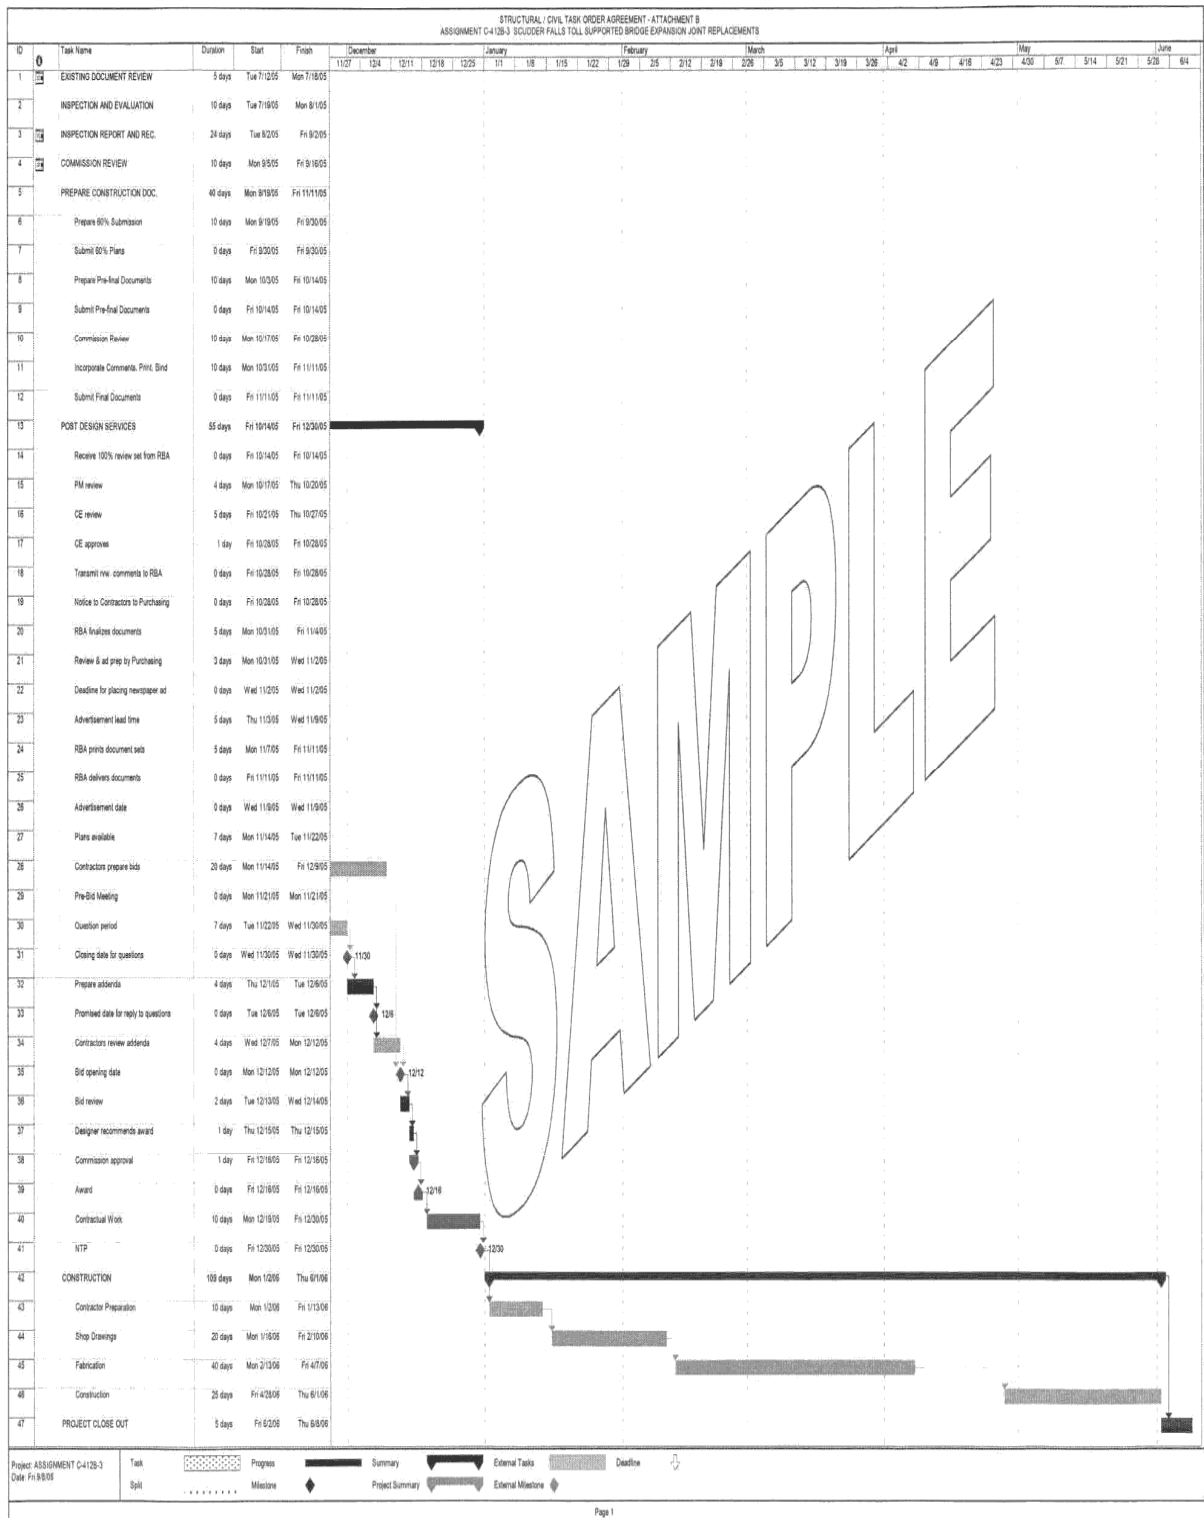 STRUCTURAL / CIVIL TASK ORDER AGREEMENT - ATTACHMENT B
ASSIGNMENT C-412B-3 SCUDDER FALLS TOLL SUPPORTED BRIDGE EXPANSION JOINT REPLACEMENTS
ID Task Name Duration Start Finish December January February March April May June
11/27 12/4 12/11 12/18 12/25 1/1 1/8 1/15 1/22 1/29 2/5 2/12 2/19 2/26 3/5 3/12 3/19 3/26 4/2 4/9 4/16 4/23 4/30 5/7 5/14 5/21 5/28 6/4
1 EXISTING DOCUMENT REVIEW 5 days Tue 7/12/05 Mon 7/18/05
2 INSPECTION AND EVALUATION 10 days Tue 7/19/05 Mon 8/1/05
3 INSPECTION REPORT AND REC. 24 days Tue 8/2/05 Fri 9/2/05
4 COMMISSION REVIEW 10 days Mon 9/5/05 Fri 9/16/05
5 PREPARE CONSTRUCTION DOC. 40 days Mon 9/19/05 Fri 11/11/05
6 Prepare 60% Submission 10 days Mon 9/19/05 Fri 9/30/05
7 Submit 60% Plans 0 days Fri 9/30/05 Fri 9/30/05
8 Prepare Pre-final Documents 10 days Mon 10/3/05 Fri 10/14/05
9 Submit Pre-final Documents 0 days Fri 10/14/05 Fri 10/14/05
10 Commission Review 10 days Mon 10/17/05 Fri 10/28/05
11 Incorporate Comments, Print, Bind 10 days Mon 10/31/05 Fri 11/11/05
12 Submit Final Documents 0 days Fri 11/11/05 Fri 11/11/05
13 POST DESIGN SERVICES 55 days Fri 10/14/05 Fri 12/30/05
14 Receive 100% review set from RBA 0 days Fri 10/14/05 Fri 10/14/05
15 PM review 4 days Mon 10/17/05 Thu 10/20/05
16 CE review 5 days Fri 10/21/05 Thu 10/27/05
17 CE approves 1 day Fri 10/28/05 Fri 10/28/05
18 Transmit rvw. comments to RBA 0 days Fri 10/28/05 Fri 10/28/05
19 Notice to Contractors to Purchasing 0 days Fri 10/28/05 Fri 10/28/05
20 RBA finalizes documents 5 days Mon 10/31/05 Fri 11/4/05
21 Review & ad prep by Purchasing 3 days Mon 10/31/05 Wed 11/2/05
22 Deadline for placing newspaper ad 0 days Wed 11/2/05 Wed 11/2/05
23 Advertisement lead time 5 days Thu 11/3/05 Wed 11/9/05
24 RBA prints document sets 5 days Mon 11/7/05 Fri 11/11/05
25 RBA delivers documents 0 days Fri 11/11/05 Fri 11/11/05
26 Advertisement date 0 days Wed 11/9/05 Wed 11/9/05
27 Plans available 7 days Mon 11/14/05 Tue 11/22/05
28 Contractors prepare bids 20 days Mon 11/14/05 Fri 12/9/05
29 Pre-Bid Meeting 0 days Mon 11/21/05 Mon 11/21/05
30 Question period 7 days Tue 11/22/05 Wed 11/30/05
31 Closing date for questions 0 days Wed 11/30/05 Wed 11/30/05 11/30
32 Prepare addenda 4 days Thu 12/1/05 Tue 12/6/05
33 Promised date for reply to questions 0 days Tue 12/6/05 Tue 12/6/05 12/6
34 Contractors review addenda 4 days Wed 12/7/05 Mon 12/12/05
35 Bid opening date 0 days Mon 12/12/05 Mon 12/12/05 12/12
36 Bid review 2 days Tue 12/13/05 Wed 12/14/05
37 Designer recommends award 1 day Thu 12/15/05 Thu 12/15/05
38 Commission approval 1 day Fri 12/16/05 Fri 12/16/05
39 Award 0 days Fri 12/16/05 Fri 12/16/05 12/16
40 Contractual Work 10 days Mon 12/19/05 Fri 12/30/05
41 NTP 0 days Fri 12/30/05 Fri 12/30/05 12/30
42 CONSTRUCTION 109 days Mon 1/2/06 Thu 6/1/06
43 Contractor Preparation 10 days Mon 1/2/06 Fri 1/13/06
44 Shop Drawings 20 days Mon 1/16/06 Fri 2/10/06
45 Fabrication 40 days Mon 2/13/06 Fri 4/7/06
46 Construction 25 days Fri 4/28/06 Thu 6/1/06
47 PROJECT CLOSE OUT 5 days Fri 6/2/06 Thu 6/8/06
SAMPLE
Project: ASSIGNMENT C-412B-3
Date: Fri 9/8/06
Task Progress Summary External Tasks Deadline
Split Milestone Project Summary External Milestone
Page 1